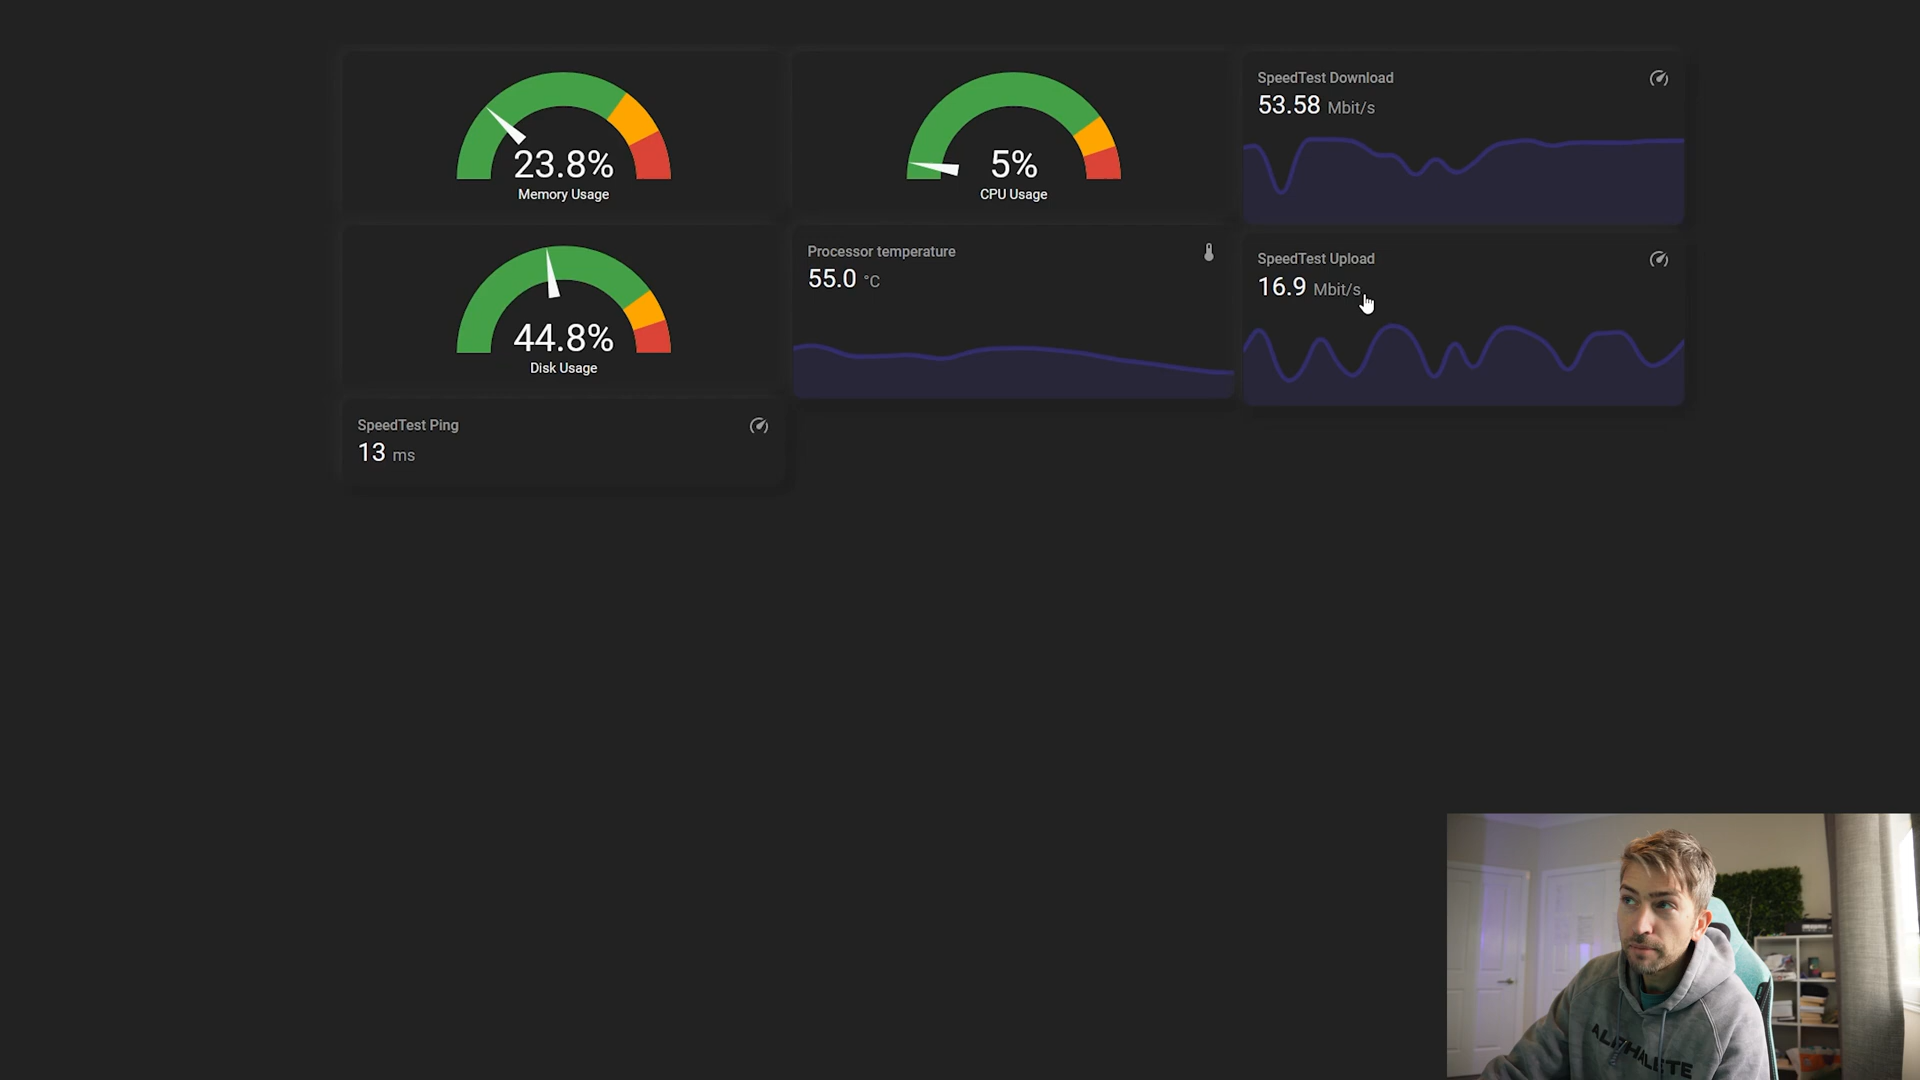 23.8%
Memory Usage
5%
CPU Usage
SpeedTest Download
53.58 Mbit/s
44.8%
Disk Usage
Processor temperature
55.0 °C
SpeedTest Upload
16.9 Mbit/s
SpeedTest Ping
13 ms
ALPHALETE